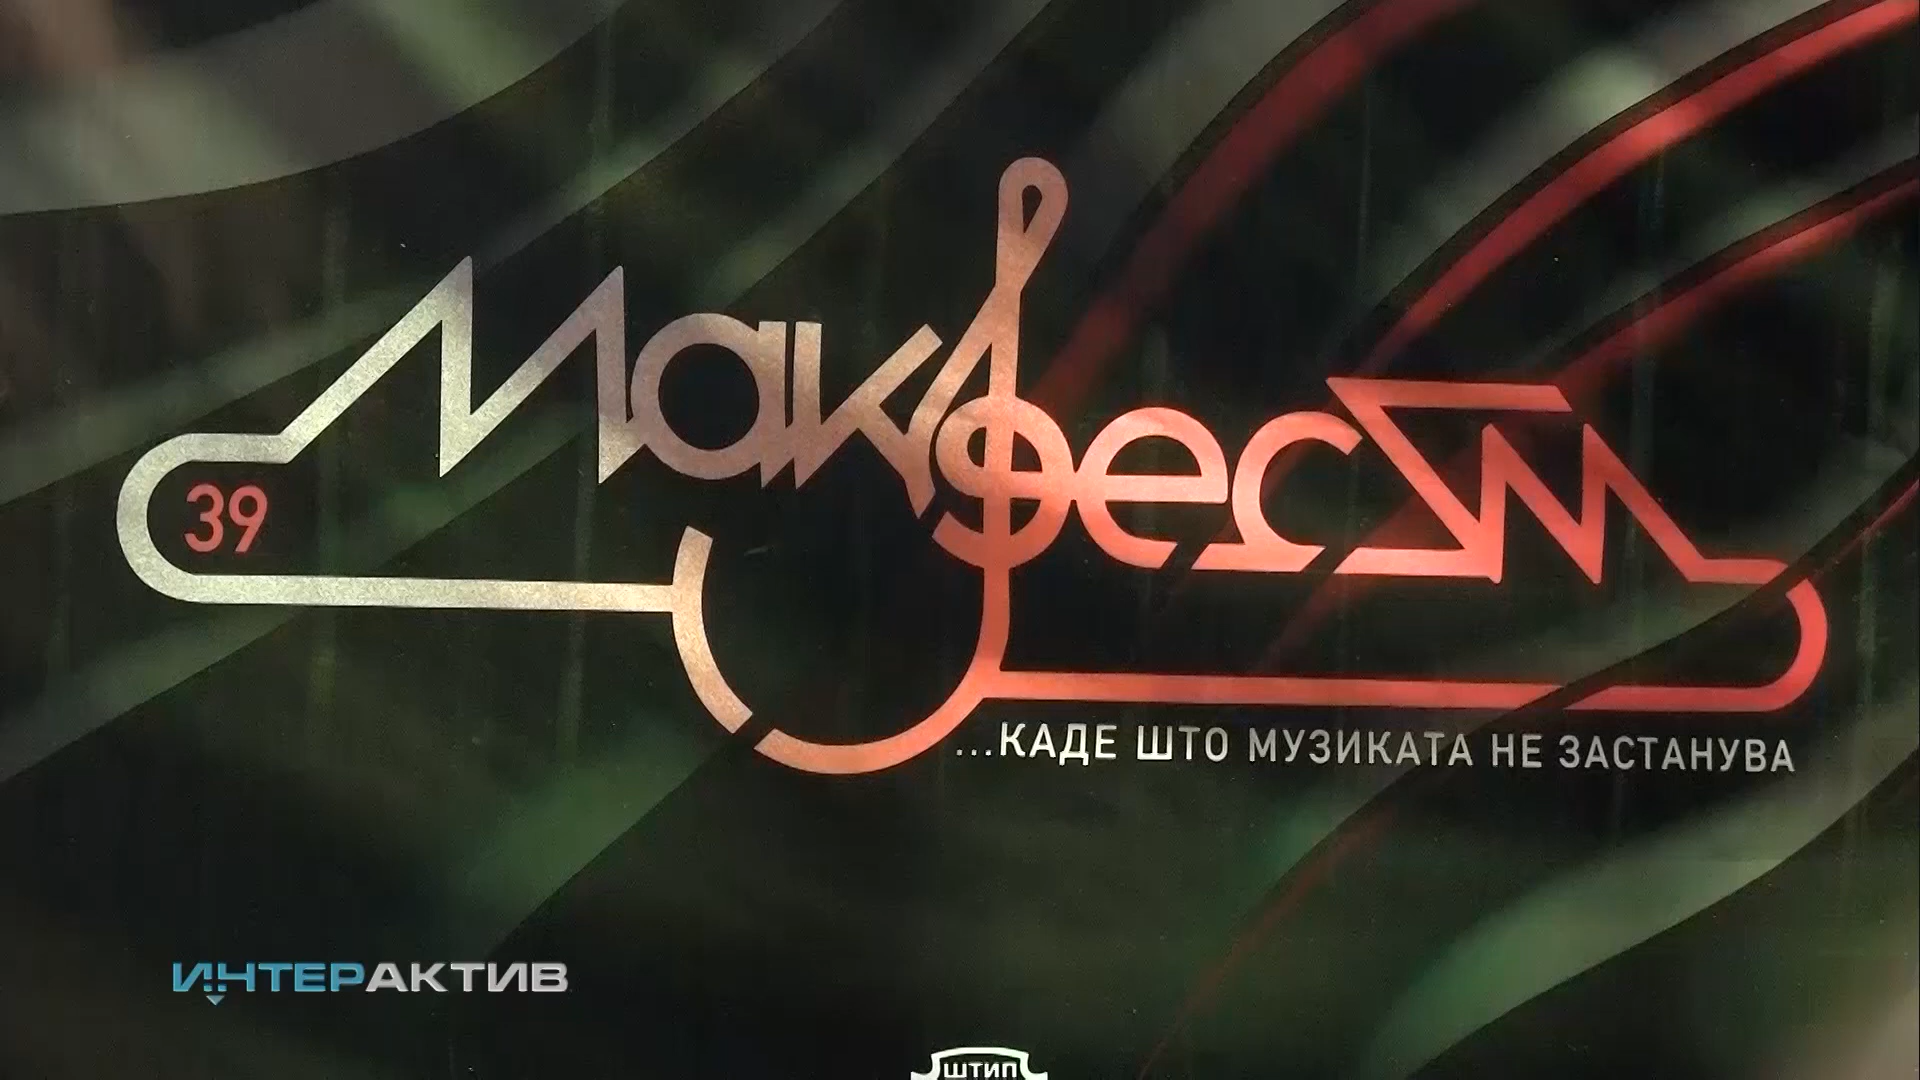 Макфест
39
...КАДЕ ШТО МУЗИКАТА НЕ ЗАСТАНУВА
ИНТЕРАКТИВ
ШТИП